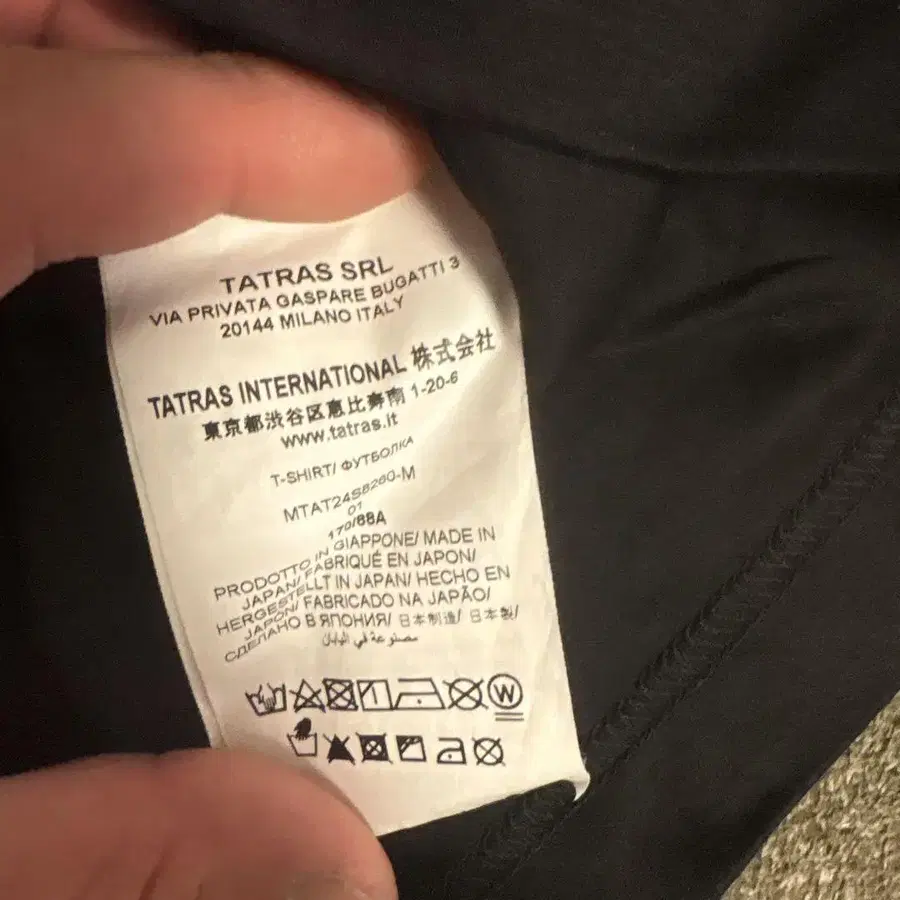 TATRAS SRL
VIA PRIVATA GASPARE BUGATTI 3
20144 MILANO ITALY
TATRAS INTERNATIONAL 株式会社
東京都渋谷区恵比寿南 1-20-6
www.tatras.it
T-SHIRT/ ФУТБОЛКА
MTAT24S8260-M
01
170/88A
PRODOTTO IN GIAPPONE/ MADE IN
JAPAN/ FABRIQUÉ EN JAPON/
HERGESTELLT IN JAPAN/ HECHO EN
JAPÓN/ FABRICADO NA JAPÃO/
СДЕЛАНО В ЯПОНИЯ/ 日本制造/ 日本製/
مصنوعة في اليابان
W